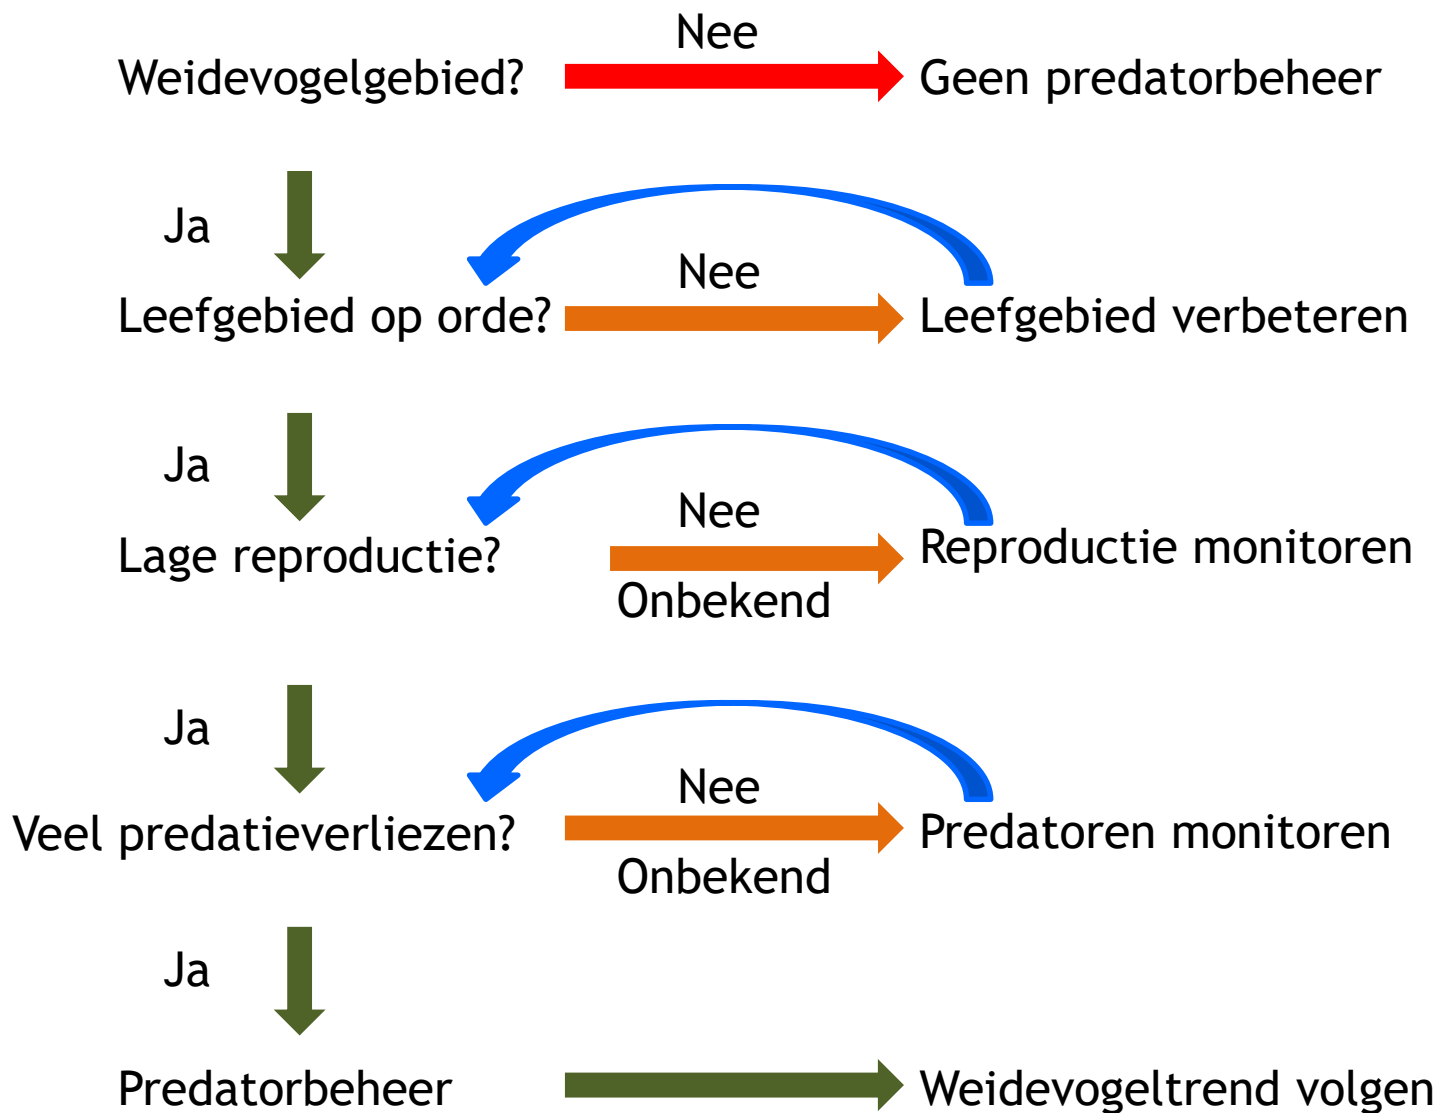 Nee
Weidevogelgebied?
Geen predatorbeheer
Ja
Nee
Leefgebied op orde?
Leefgebied verbeteren
Ja
Nee
Lage reproductie?
Reproductie monitoren
Onbekend
Ja
Nee
Veel predatieverliezen?
Predatoren monitoren
Onbekend
Ja
Predatorbeheer
Weidevogeltrend volgen